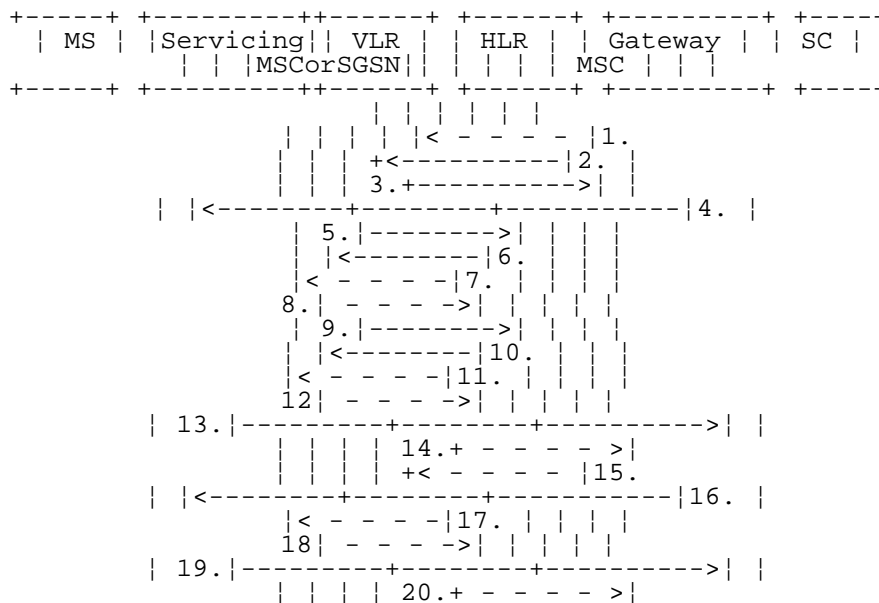 +-----+ +---------++------+ +------+ +---------+ +-----
| MS | |Servicing|| VLR | | HLR | | Gateway | | SC |
| | |MSCorSGSN|| | | | | MSC | | |
+-----+ +---------++------+ +------+ +---------+ +-----
| | | | | |
| | | | |< - - - - |1.
| | | +<----------|2. |
| | | 3.+---------->| |
| |<--------+--------+-----------|4. |
| 5.|-------->| | | |
| |<--------|6. | | |
|< - - - -|7. | | | |
8.| - - - ->| | | | |
| 9.|-------->| | | |
| |<--------|10. | | |
|< - - - -|11. | | | |
12| - - - ->| | | | |
| 13.|---------+--------+---------->| |
| | | | 14.+ - - - - >|
| | | | +< - - - - |15.
| |<--------+--------+-----------|16. |
|< - - - -|17. | | | |
18| - - - ->| | | | |
| 19.|---------+--------+---------->| |
| | | | 20.+ - - - - >|